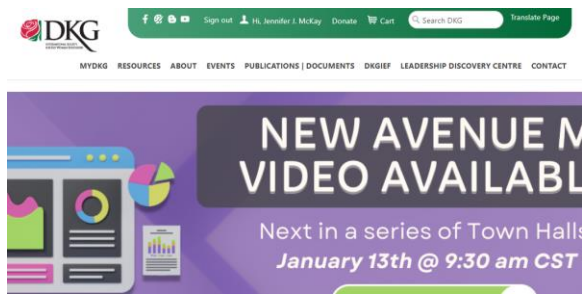 DKG
Sign out Hi, Jennifer J. McKay Donate Cart Search DKG Translate Page
MYDKG RESOURCES ABOUT EVENTS PUBLICATIONS | DOCUMENTS DKGIEF LEADERSHIP DISCOVERY CENTRE CONTACT
NEW AVENUE M
VIDEO AVAILABL
Next in a series of Town Halls
January 13th @ 9:30 am CST